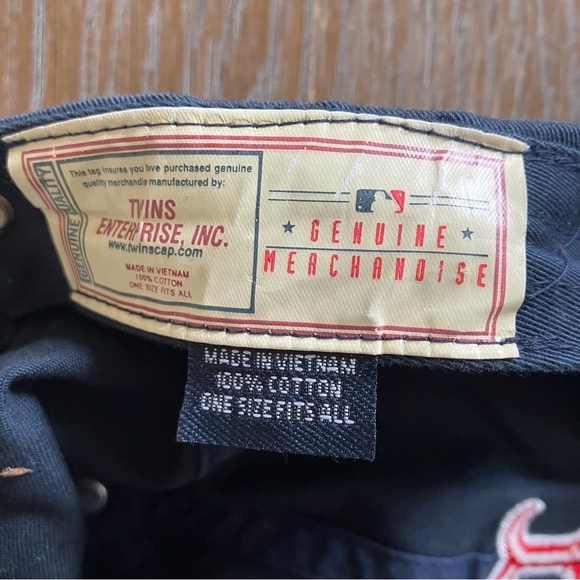 GENUINE QUALITY
This tag insures you have purchased genuine
quality merchandise manufactured by:
TWINS
ENTERPRISE, INC.
www.twinscap.com
MADE IN VIETNAM
100% COTTON
ONE SIZE FITS ALL
GENUINE
MERCHANDISE
MADE IN VIETNAM
100% COTTON
ONE SIZE FITS ALL